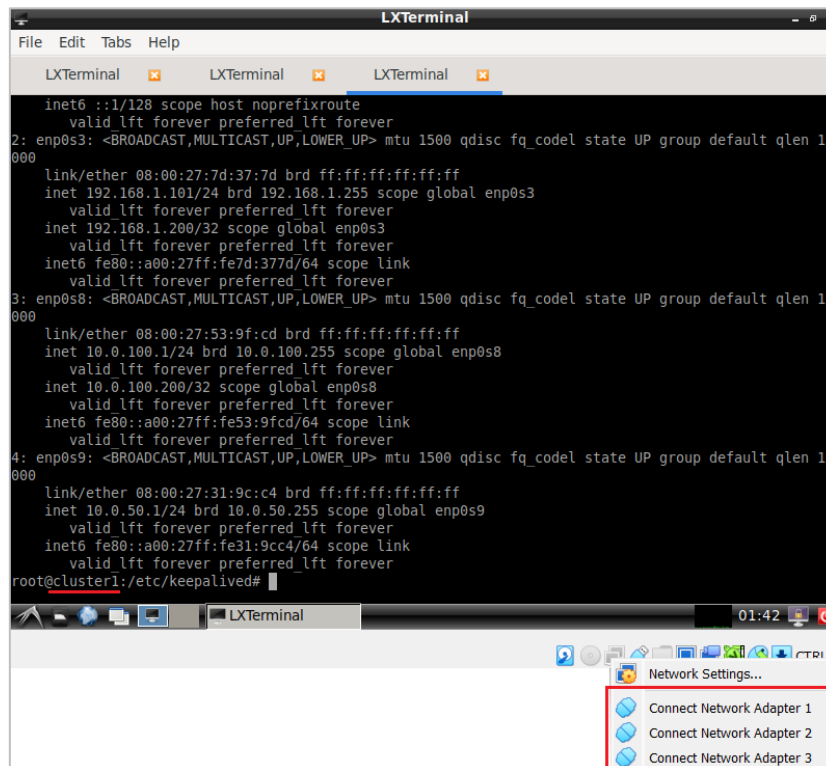 LXTerminal
File Edit Tabs Help
LXTerminal LXTerminal LXTerminal
inet6 ::1/128 scope host noprefixroute
valid_lft forever preferred_lft forever
2: enp0s3: <BROADCAST,MULTICAST,UP,LOWER_UP> mtu 1500 qdisc fq_codel state UP group default qlen 1
000
link/ether 08:00:27:7d:37:7d brd ff:ff:ff:ff:ff:ff
inet 192.168.1.101/24 brd 192.168.1.255 scope global enp0s3
valid_lft forever preferred_lft forever
inet 192.168.1.200/32 scope global enp0s3
valid_lft forever preferred_lft forever
inet6 fe80::a00:27ff:fe7d:377d/64 scope link
valid_lft forever preferred_lft forever
3: enp0s8: <BROADCAST,MULTICAST,UP,LOWER_UP> mtu 1500 qdisc fq_codel state UP group default qlen 1
000
link/ether 08:00:27:53:9f:cd brd ff:ff:ff:ff:ff:ff
inet 10.0.100.1/24 brd 10.0.100.255 scope global enp0s8
valid_lft forever preferred_lft forever
inet 10.0.100.200/32 scope global enp0s8
valid_lft forever preferred_lft forever
inet6 fe80::a00:27ff:fe53:9fcd/64 scope link
valid_lft forever preferred_lft forever
4: enp0s9: <BROADCAST,MULTICAST,UP,LOWER_UP> mtu 1500 qdisc fq_codel state UP group default qlen 1
000
link/ether 08:00:27:31:9c:c4 brd ff:ff:ff:ff:ff:ff
inet 10.0.50.1/24 brd 10.0.50.255 scope global enp0s9
valid_lft forever preferred_lft forever
inet6 fe80::a00:27ff:fe31:9cc4/64 scope link
valid_lft forever preferred_lft forever
root@cluster1:/etc/keepalived#
LXTerminal 01:42
Network Settings...
Connect Network Adapter 1
Connect Network Adapter 2
Connect Network Adapter 3